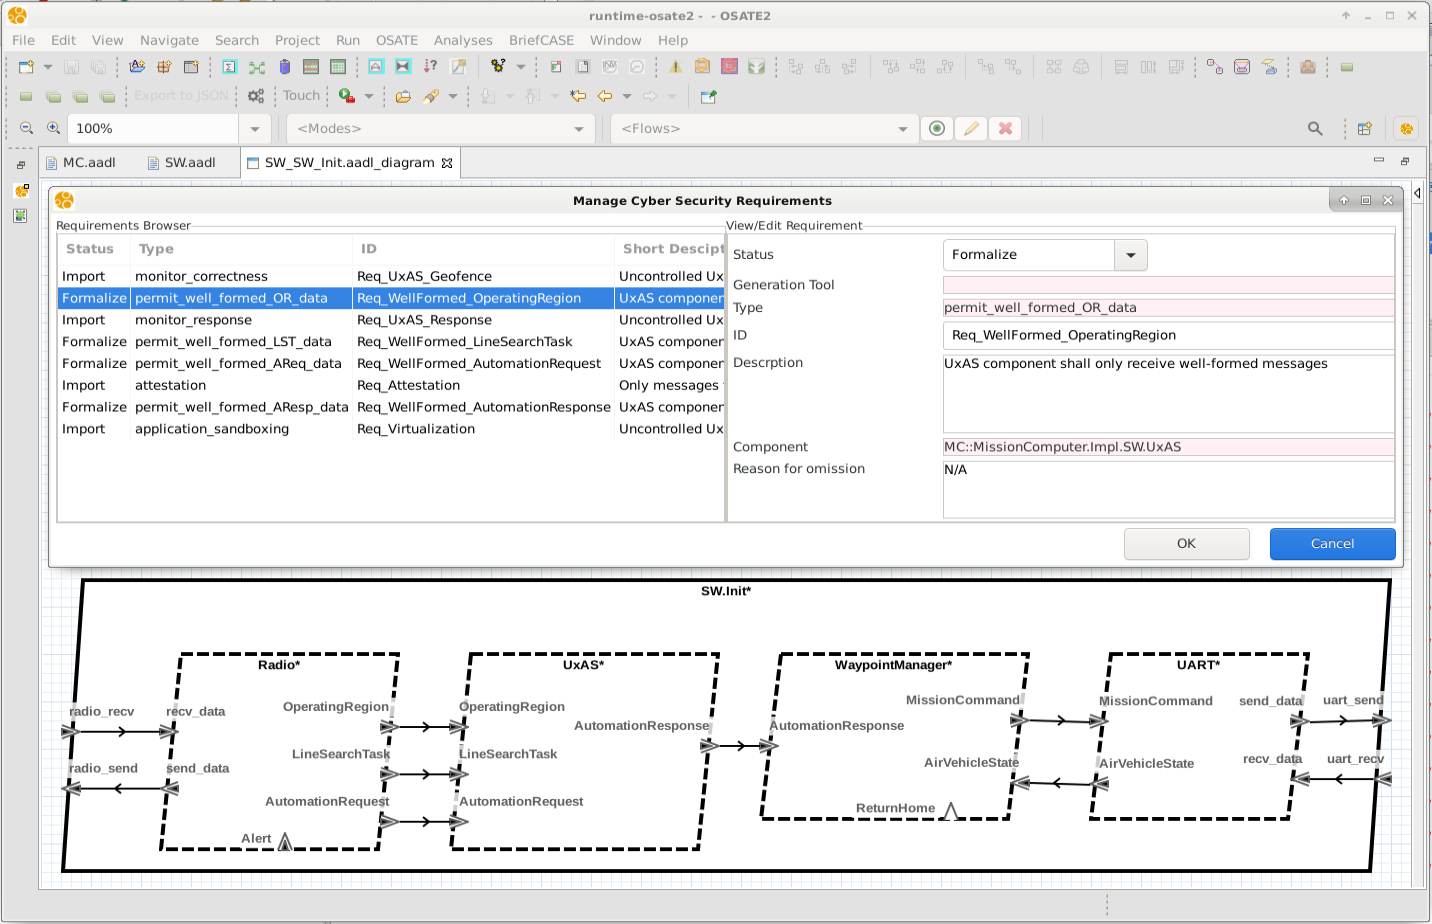 runtime-osate2 - - OSATE2
File Edit View Navigate Search Project Run OSATE Analyses BriefCASE Window Help
Export to JSON Touch
100% <Modes> <Flows>
MC.aadl SW.aadl SW_SW_Init.aadl_diagram
Manage Cyber Security Requirements
Requirements Browser
Status Type ID Short Descipt
Import monitor_correctness Req_UxAS_Geofence Uncontrolled Ux
Formalize permit_well_formed_OR_data Req_WellFormed_OperatingRegion UxAS componer
Import monitor_response Req_UxAS_Response Uncontrolled Ux
Formalize permit_well_formed_LST_data Req_WellFormed_LineSearchTask UxAS componer
Formalize permit_well_formed_AReq_data Req_WellFormed_AutomationRequest UxAS componer
Import attestation Req_Attestation Only messages
Formalize permit_well_formed_AResp_data Req_WellFormed_AutomationResponse UxAS componer
Import application_sandboxing Req_Virtualization Uncontrolled Ux
View/Edit Requirement
Status Formalize
Generation Tool
Type permit_well_formed_OR_data
ID Req_WellFormed_OperatingRegion
Descrption UxAS component shall only receive well-formed messages
Component MC::MissionComputer.Impl.SW.UxAS
Reason for omission N/A
OK Cancel
SW.Init*
Radio* UxAS* WaypointManager* UART*
radio_recv recv_data OperatingRegion OperatingRegion AutomationResponse AutomationResponse MissionCommand MissionCommand send_data uart_send
LineSearchTask LineSearchTask
radio_send send_data AirVehicleState AirVehicleState recv_data uart_recv
AutomationRequest AutomationRequest ReturnHome
Alert